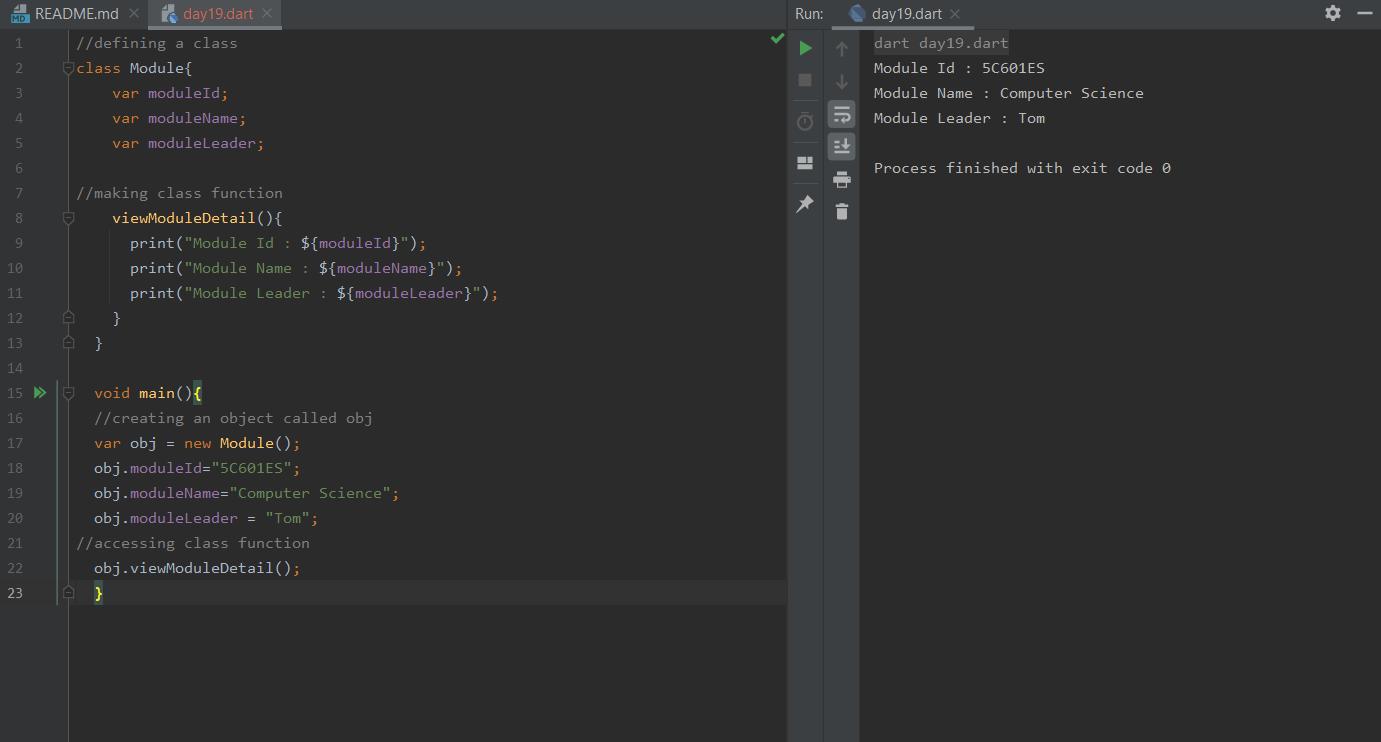 README.md
day19.dart
Run:
day19.dart
1 //defining a class
2 class Module{
3 var moduleId;
4 var moduleName;
5 var moduleLeader;
6
7 //making class function
8 viewModuleDetail(){
9 print("Module Id : ${moduleId}");
10 print("Module Name : ${moduleName}");
11 print("Module Leader : ${moduleLeader}");
12 }
13 }
14
15 void main(){
16 //creating an object called obj
17 var obj = new Module();
18 obj.moduleId="5C601ES";
19 obj.moduleName="Computer Science";
20 obj.moduleLeader = "Tom";
21 //accessing class function
22 obj.viewModuleDetail();
23 }
dart day19.dart
Module Id : 5C601ES
Module Name : Computer Science
Module Leader : Tom
Process finished with exit code 0